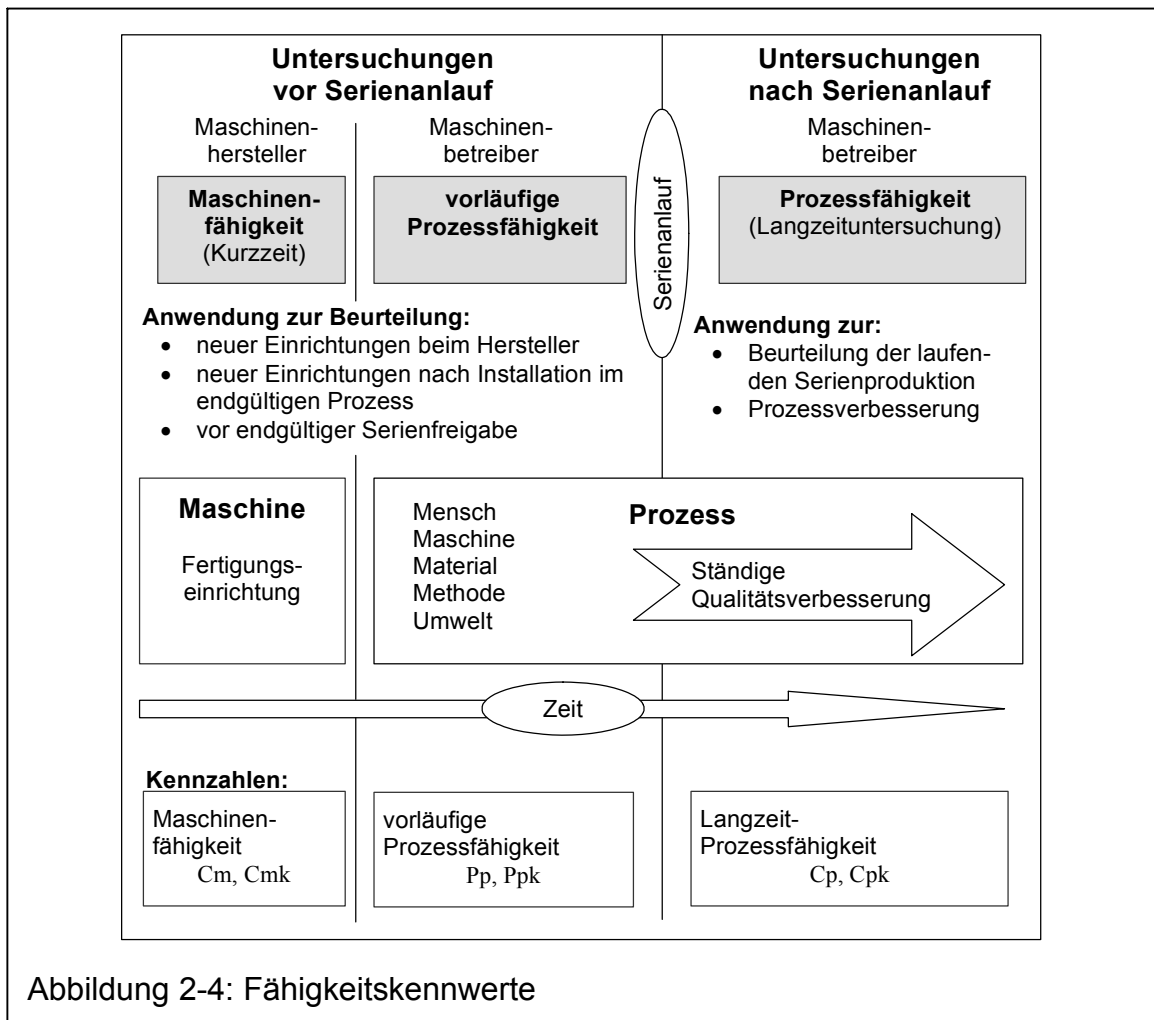 Untersuchungen
vor Serienanlauf
Untersuchungen
nach Serienanlauf
Maschinen-
hersteller
Maschinen-
betreiber
Maschinen-
betreiber
Maschinen-
fähigkeit
(Kurzzeit)
vorläufige
Prozessfähigkeit
Serienanlauf
Prozessfähigkeit
(Langzeituntersuchung)
Anwendung zur Beurteilung:
• neuer Einrichtungen beim Hersteller
• neuer Einrichtungen nach Installation im
endgültigen Prozess
• vor endgültiger Serienfreigabe
Anwendung zur:
• Beurteilung der laufen-
den Serienproduktion
• Prozessverbesserung
Maschine
Fertigungs-
einrichtung
Mensch
Maschine
Material
Methode
Umwelt
Prozess
Ständige
Qualitätsverbesserung
Zeit
Kennzahlen:
Maschinen-
fähigkeit
Cm, Cmk
vorläufige
Prozessfähigkeit
Pp, Ppk
Langzeit-
Prozessfähigkeit
Cp, Cpk
Abbildung 2-4: Fähigkeitskennwerte